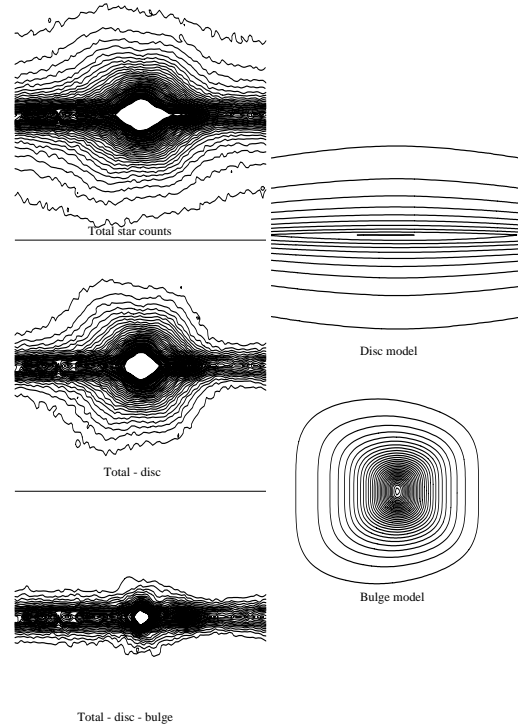 Total star counts
Disc model
Total - disc
Bulge model
Total - disc - bulge